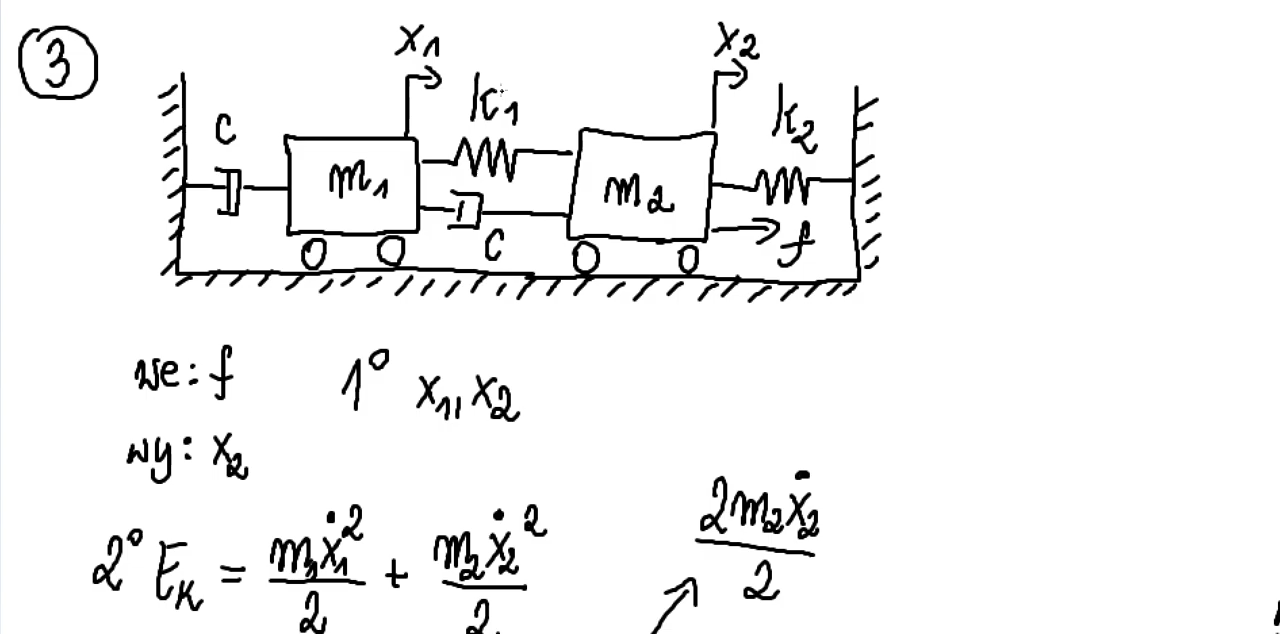 3
x₁ x₂
k₁ k₂
c
m₁ m₂
c f
we: f 1° x₁, x₂
wy: x₂
2m₂ẋ₂/2
2° E_K = m₁ẋ₁²/2 + m₂ẋ₂²/2